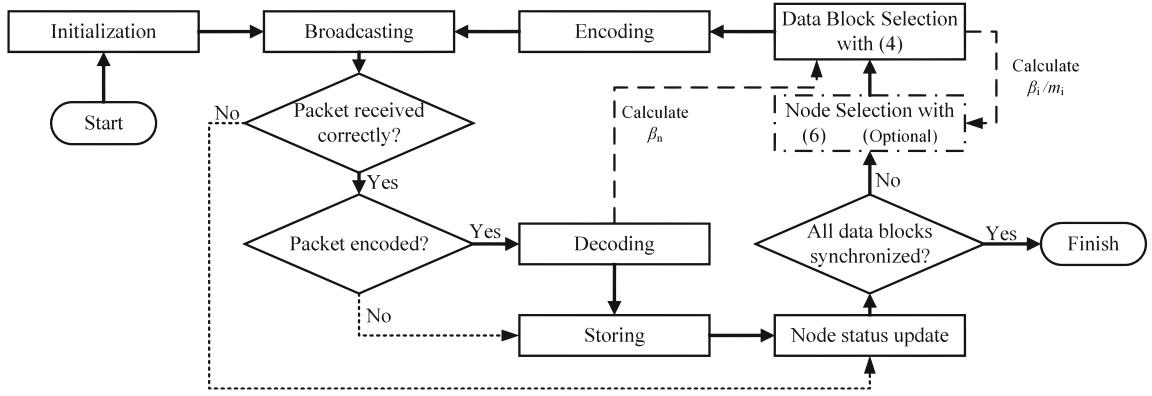 Initialization
Broadcasting
Encoding
Data Block Selection
with (4)
Calculate
βi/mi
Start
No
Packet received
correctly?
Calculate
βn
Node Selection with
(6) (Optional)
Yes
No
Packet encoded?
Yes
Decoding
All data blocks
synchronized?
Yes
Finish
No
Storing
Node status update